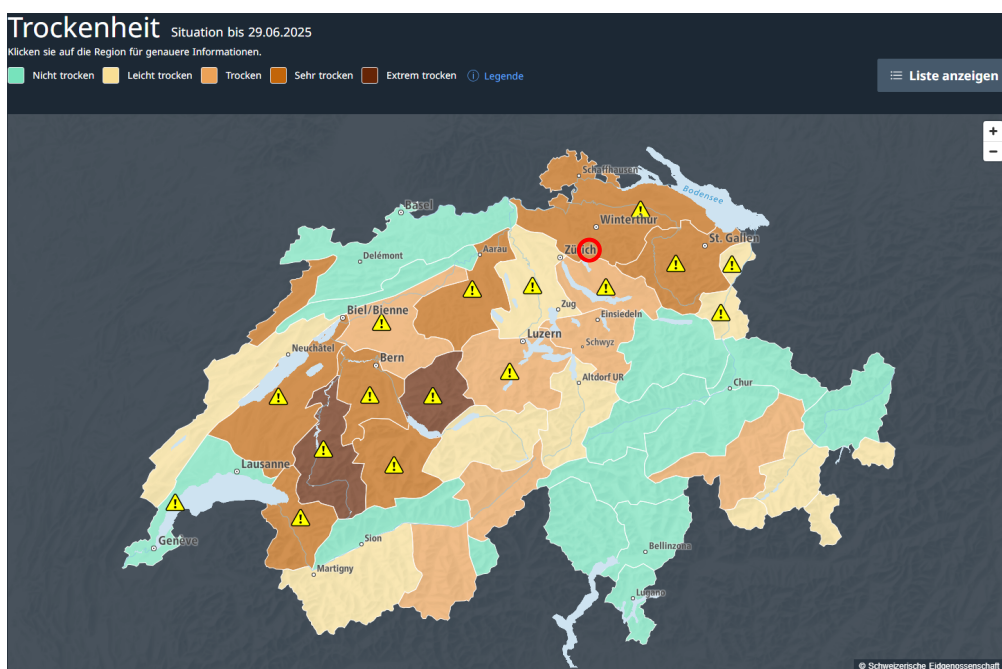 Trockenheit Situation bis 29.06.2025
Klicken sie auf die Region für genauere Informationen.
Nicht trocken Leicht trocken Trocken Sehr trocken Extrem trocken Legende
Liste anzeigen
+
−
Schaffhausen
Bodensee
Basel
Winterthur
St. Gallen
Delémont
Aarau
Zürich
Biel/Bienne
Zug
Einsiedeln
Luzern
Schwyz
Neuchâtel
Bern
Altdorf UR
Chur
Lausanne
Genève
Sion
Bellinzona
Martigny
Lugano
© Schweizerische Eidgenossenschaft